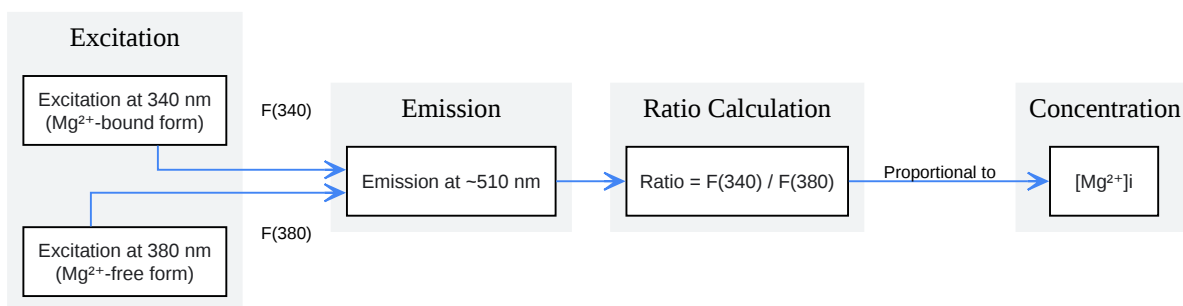 Excitation
Excitation at 340 nm
(Mg²⁺-bound form)
F(340)
Excitation at 380 nm
(Mg²⁺-free form)
F(380)
Emission
Emission at ~510 nm
Ratio Calculation
Ratio = F(340) / F(380)
Proportional to
Concentration
[Mg²⁺]i